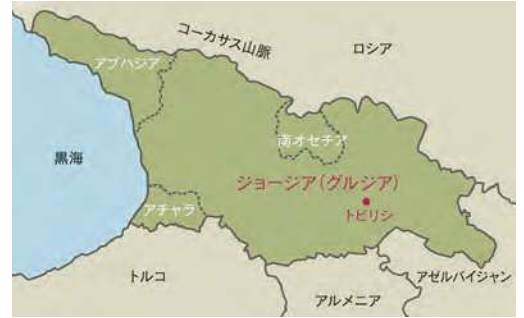 コーカサス山脈
ロシア
アブハジア
南オセチア
黒海
ジョージア(グルジア)
トビリシ
アチャラ
トルコ
アゼルバイジャン
アルメニア